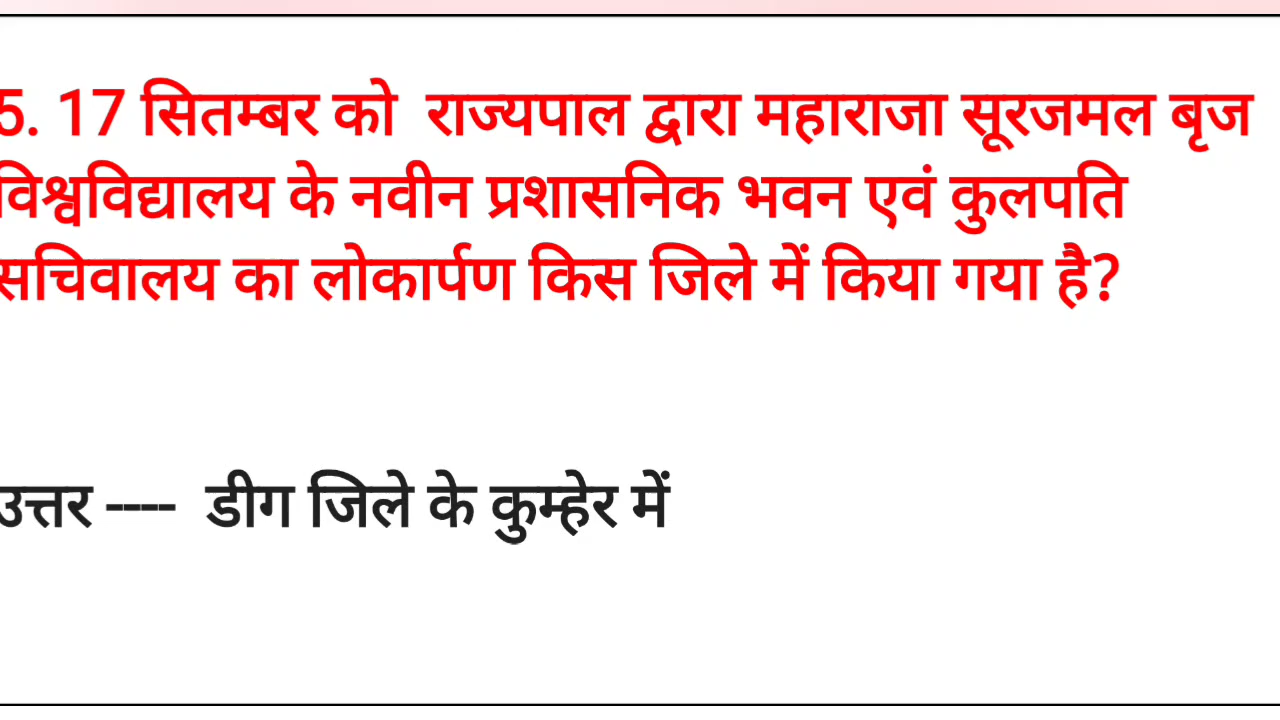 5. 17 सितम्बर को राज्यपाल द्वारा महाराजा सूरजमल बृज
विश्वविद्यालय के नवीन प्रशासनिक भवन एवं कुलपति
सचिवालय का लोकार्पण किस जिले में किया गया है?
उत्तर ---- डीग जिले के कुम्हेर में